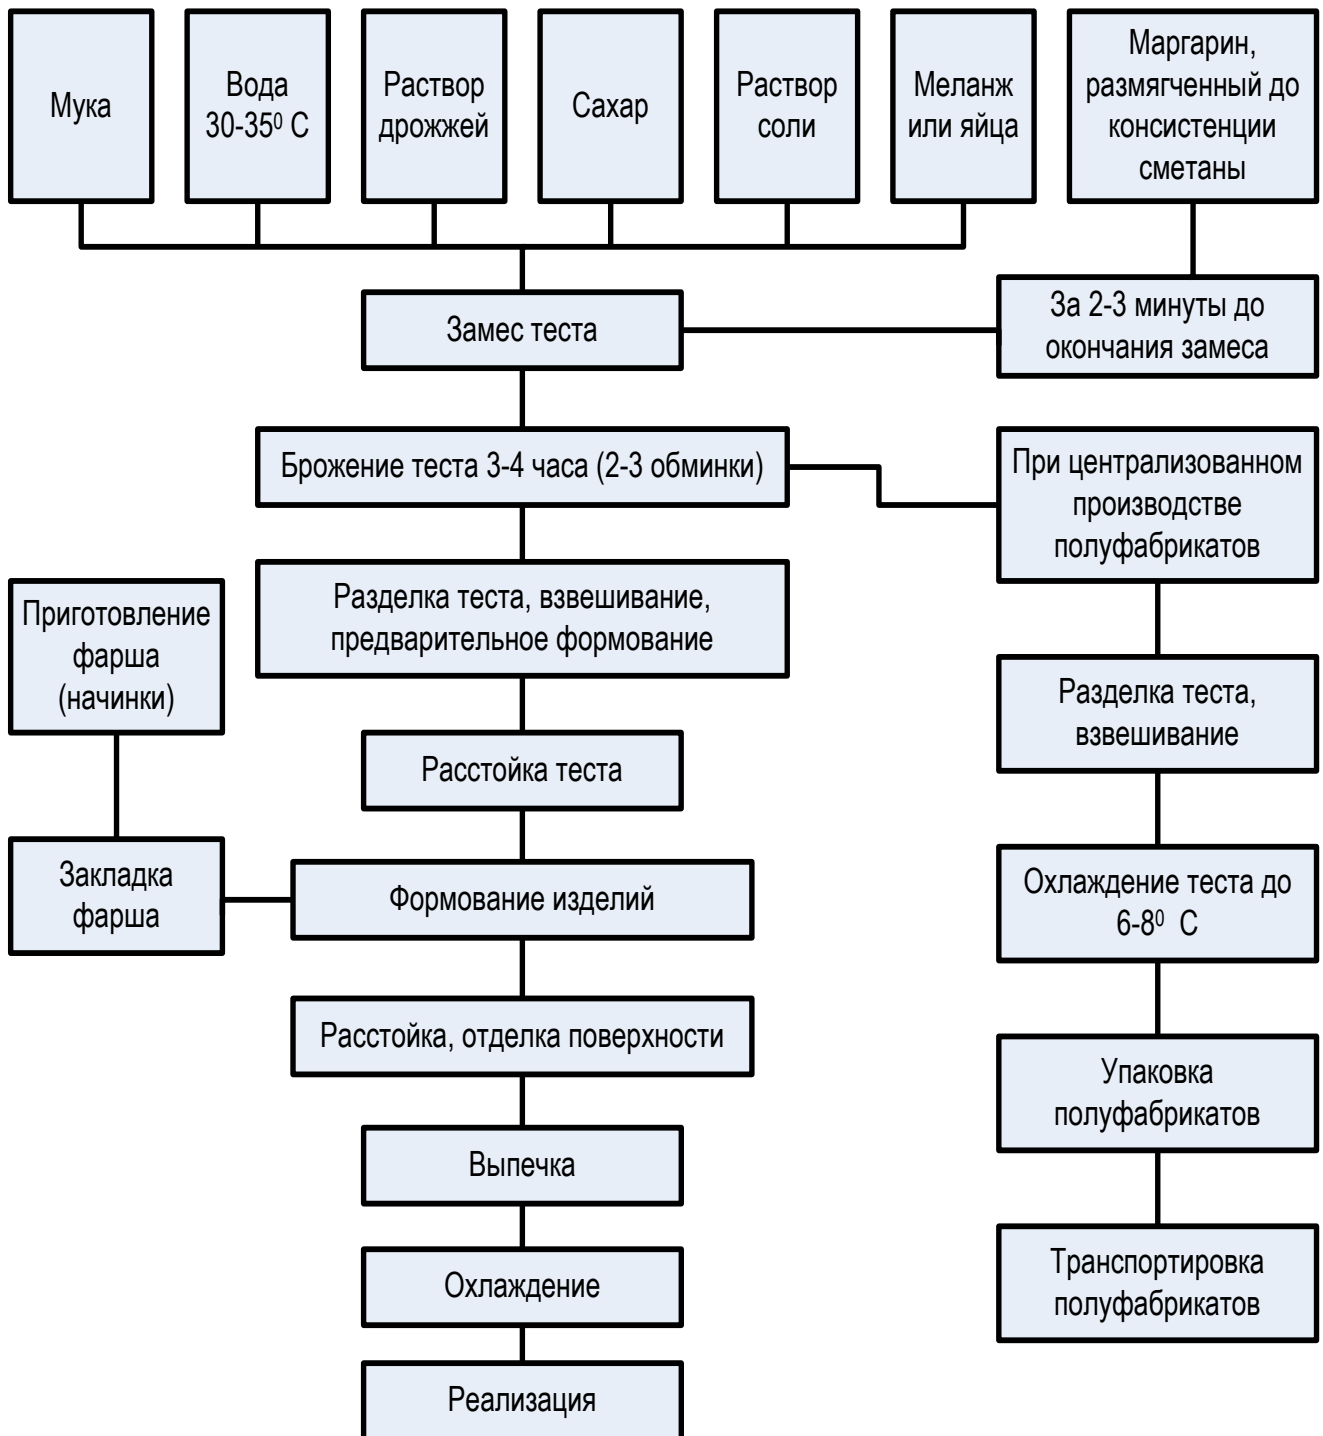 Мука
Вода
30-35⁰ С
Раствор
дрожжей
Сахар
Раствор
соли
Меланж
или яйца
Маргарин,
размягченный до
консистенции
сметаны
Замес теста
За 2-3 минуты до
окончания замеса
Брожение теста 3-4 часа (2-3 обминки)
При централизованном
производстве
полуфабрикатов
Разделка теста, взвешивание,
предварительное формование
Приготовление
фарша
(начинки)
Разделка теста,
взвешивание
Расстойка теста
Закладка
фарша
Формование изделий
Охлаждение теста до
6-8⁰ С
Расстойка, отделка поверхности
Упаковка
полуфабрикатов
Выпечка
Охлаждение
Транспортировка
полуфабрикатов
Реализация